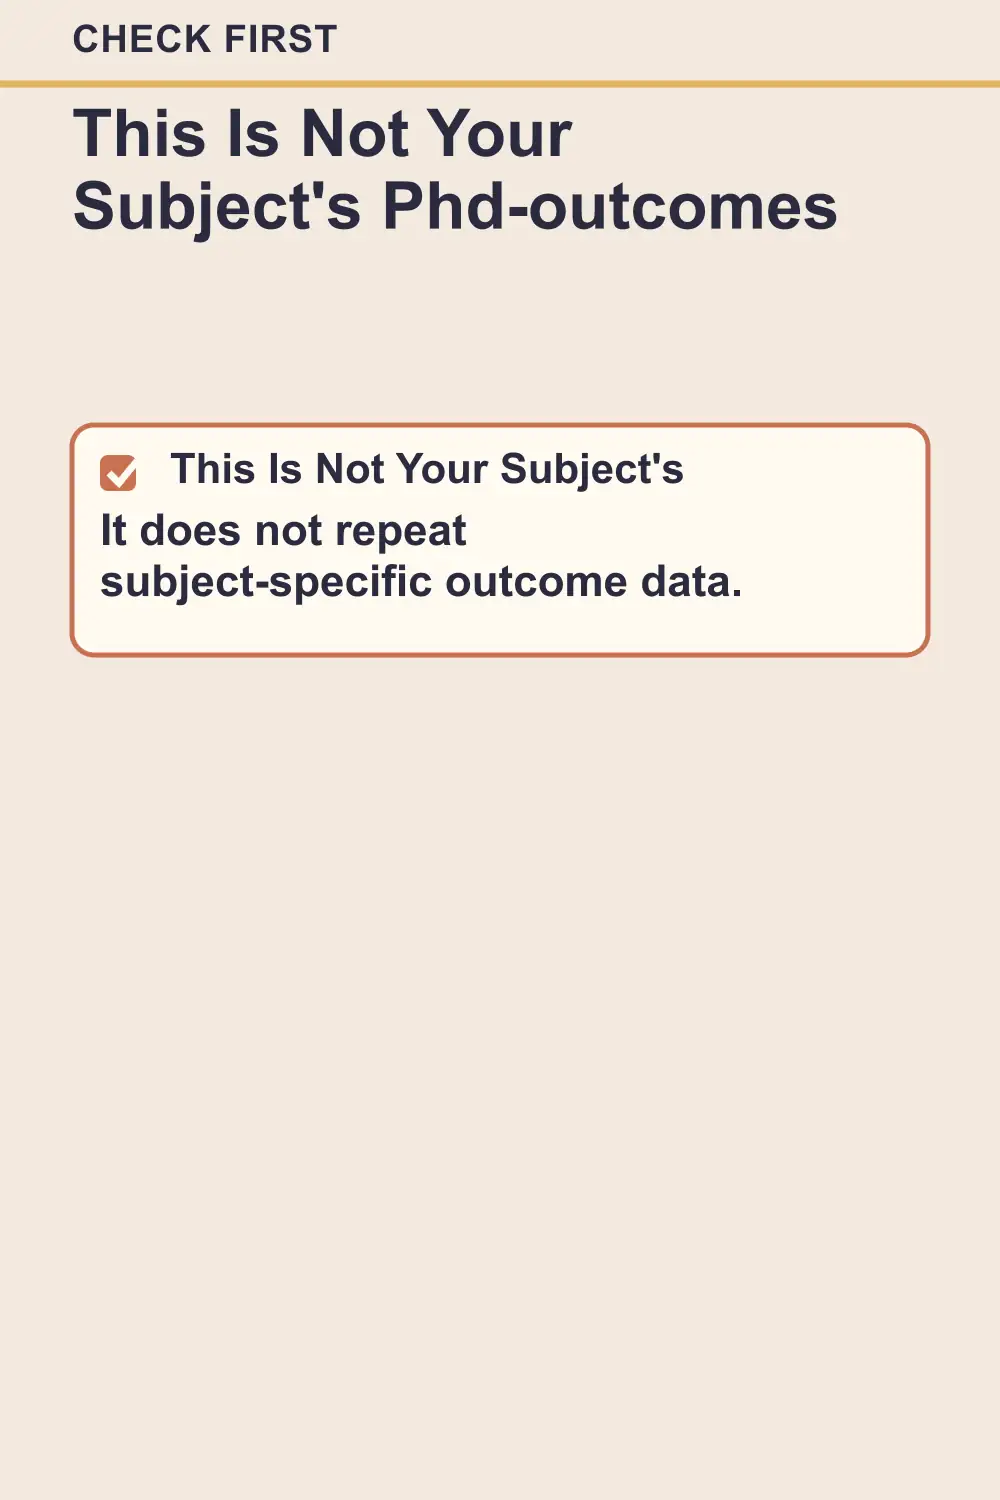 CHECK FIRST
This Is Not Your
Subject's Phd-outcomes
This Is Not Your Subject's
It does not repeat
subject-specific outcome data.